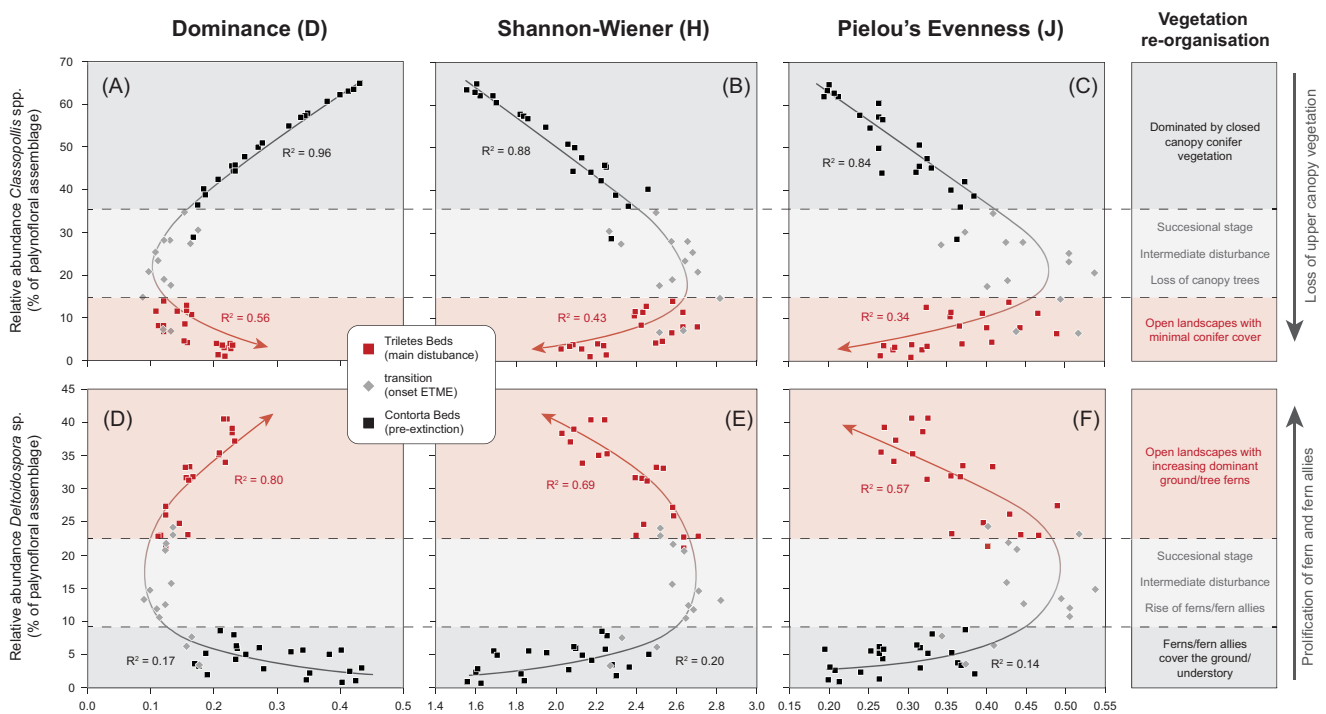 Dominance (D)
Shannon-Wiener (H)
Pielou's Evenness (J)
Vegetation
re-organisation
Relative abundance Classopollis spp.
(% of palynofloral assemblage)
70
60
50
40
30
20
10
0
(A)
R² = 0.96
R² = 0.56
(B)
R² = 0.88
R² = 0.43
(C)
R² = 0.84
R² = 0.34
Dominated by closed
canopy conifer
vegetation
Succesional stage
Intermediate disturbance
Loss of canopy trees
Open landscapes with
minimal conifer cover
Loss of upper canopy vegetation
Triletes Beds
(main distubance)
transition
(onset ETME)
Contorta Beds
(pre-extinction)
Relative abundance Deltoidospora sp.
(% of palynofloral assemblage)
45
40
35
30
25
20
15
10
5
0
(D)
R² = 0.80
R² = 0.17
(E)
R² = 0.69
R² = 0.20
(F)
R² = 0.57
R² = 0.14
Open landscapes with
increasing dominant
ground/tree ferns
Succesional stage
Intermediate disturbance
Rise of ferns/fern allies
Ferns/fern allies
cover the ground/
understory
Prolification of fern and fern allies
0.0 0.1 0.2 0.3 0.4 0.5
1.4 1.6 1.8 2.0 2.2 2.4 2.6 2.8 3.0
0.15 0.20 0.25 0.30 0.35 0.40 0.45 0.50 0.55